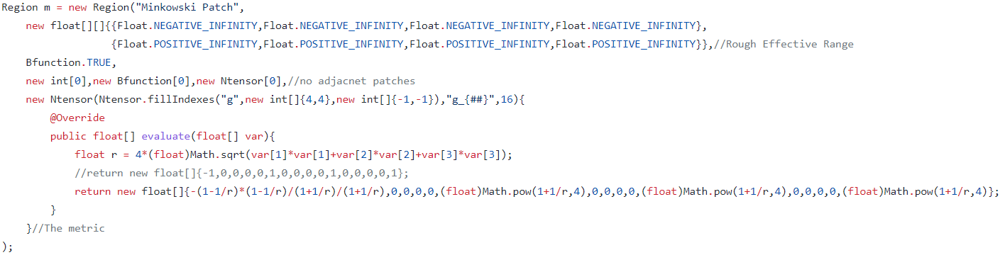 Region m = new Region("Minkowski Patch",
new float[][]{{Float.NEGATIVE_INFINITY,Float.NEGATIVE_INFINITY,Float.NEGATIVE_INFINITY,Float.NEGATIVE_INFINITY},
{Float.POSITIVE_INFINITY,Float.POSITIVE_INFINITY,Float.POSITIVE_INFINITY,Float.POSITIVE_INFINITY}},//Rough Effective Range
Bfunction.TRUE,
new int[0],new Bfunction[0],new Ntensor[0],//no adjacnet patches
new Ntensor(Ntensor.fillIndexes("g",new int[]{4,4},new int[]{-1,-1}),"g_{##}",16){
@Override
public float[] evaluate(float[] var){
float r = 4*(float)Math.sqrt(var[1]*var[1]+var[2]*var[2]+var[3]*var[3]);
//return new float[]{-1,0,0,0,0,1,0,0,0,0,1,0,0,0,0,1};
return new float[]{-(1-1/r)*(1-1/r)/(1+1/r)/(1+1/r),0,0,0,0,(float)Math.pow(1+1/r,4),0,0,0,0,(float)Math.pow(1+1/r,4),0,0,0,0,(float)Math.pow(1+1/r,4)};
}
}//The metric
);